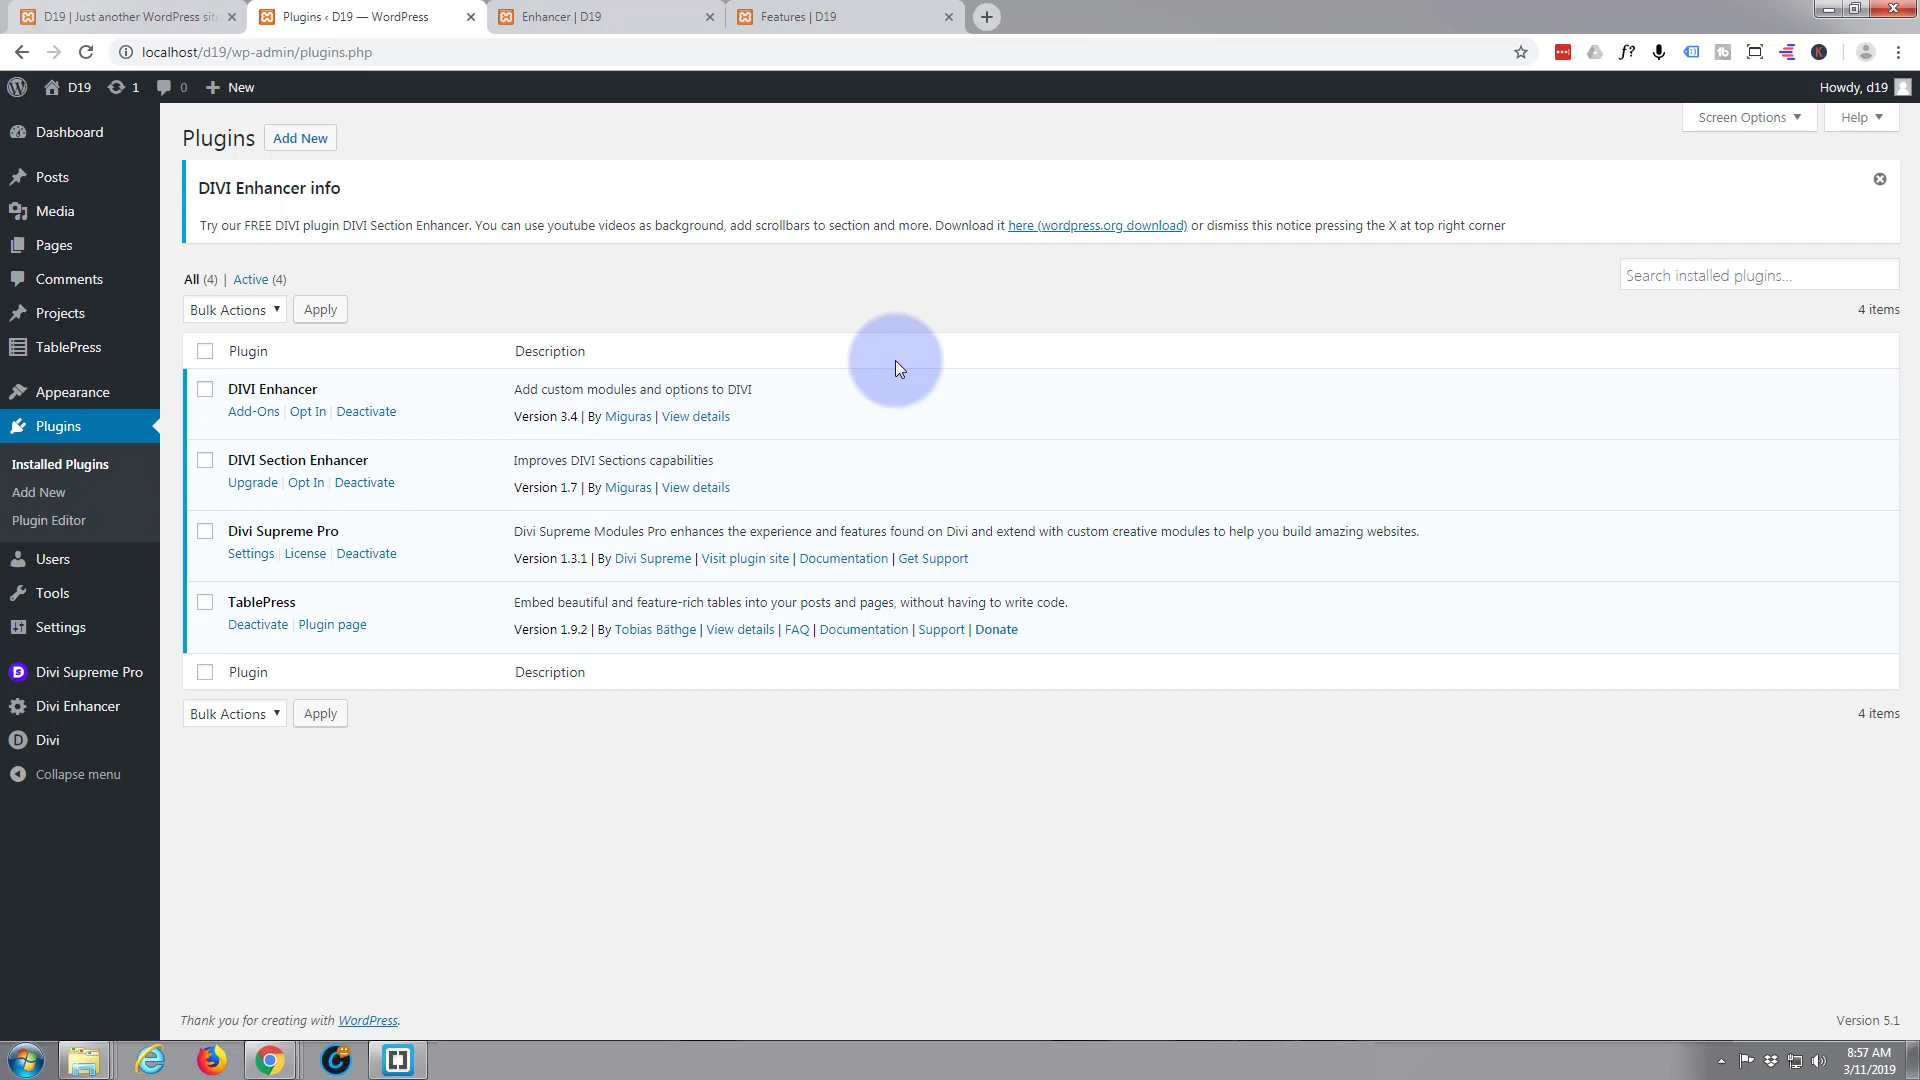 D19 | Just another WordPress sit
Plugins ‹ D19 — WordPress
Enhancer | D19
Features | D19
localhost/d19/wp-admin/plugins.php
D19
1
0
New
Howdy, d19
Dashboard
Posts
Media
Pages
Comments
Projects
TablePress
Appearance
Plugins
Installed Plugins
Add New
Plugin Editor
Users
Tools
Settings
Divi Supreme Pro
Divi Enhancer
Divi
Collapse menu
Screen Options ▼
Help ▼
Plugins Add New
DIVI Enhancer info
Try our FREE DIVI plugin DIVI Section Enhancer. You can use youtube videos as background, add scrollbars to section and more. Download it here (wordpress.org download) or dismiss this notice pressing the X at top right corner
All (4) | Active (4)
Search installed plugins...
Bulk Actions ▼ Apply
4 items
Plugin Description
DIVI Enhancer Add custom modules and options to DIVI
Add-Ons | Opt In | Deactivate Version 3.4 | By Miguras | View details
DIVI Section Enhancer Improves DIVI Sections capabilities
Upgrade | Opt In | Deactivate Version 1.7 | By Miguras | View details
Divi Supreme Pro Divi Supreme Modules Pro enhances the experience and features found on Divi and extend with custom creative modules to help you build amazing websites.
Settings | License | Deactivate Version 1.3.1 | By Divi Supreme | Visit plugin site | Documentation | Get Support
TablePress Embed beautiful and feature-rich tables into your posts and pages, without having to write code.
Deactivate | Plugin page Version 1.9.2 | By Tobias Bäthge | View details | FAQ | Documentation | Support | Donate
Plugin Description
Bulk Actions ▼ Apply
4 items
Thank you for creating with WordPress.
Version 5.1
8:57 AM
3/11/2019